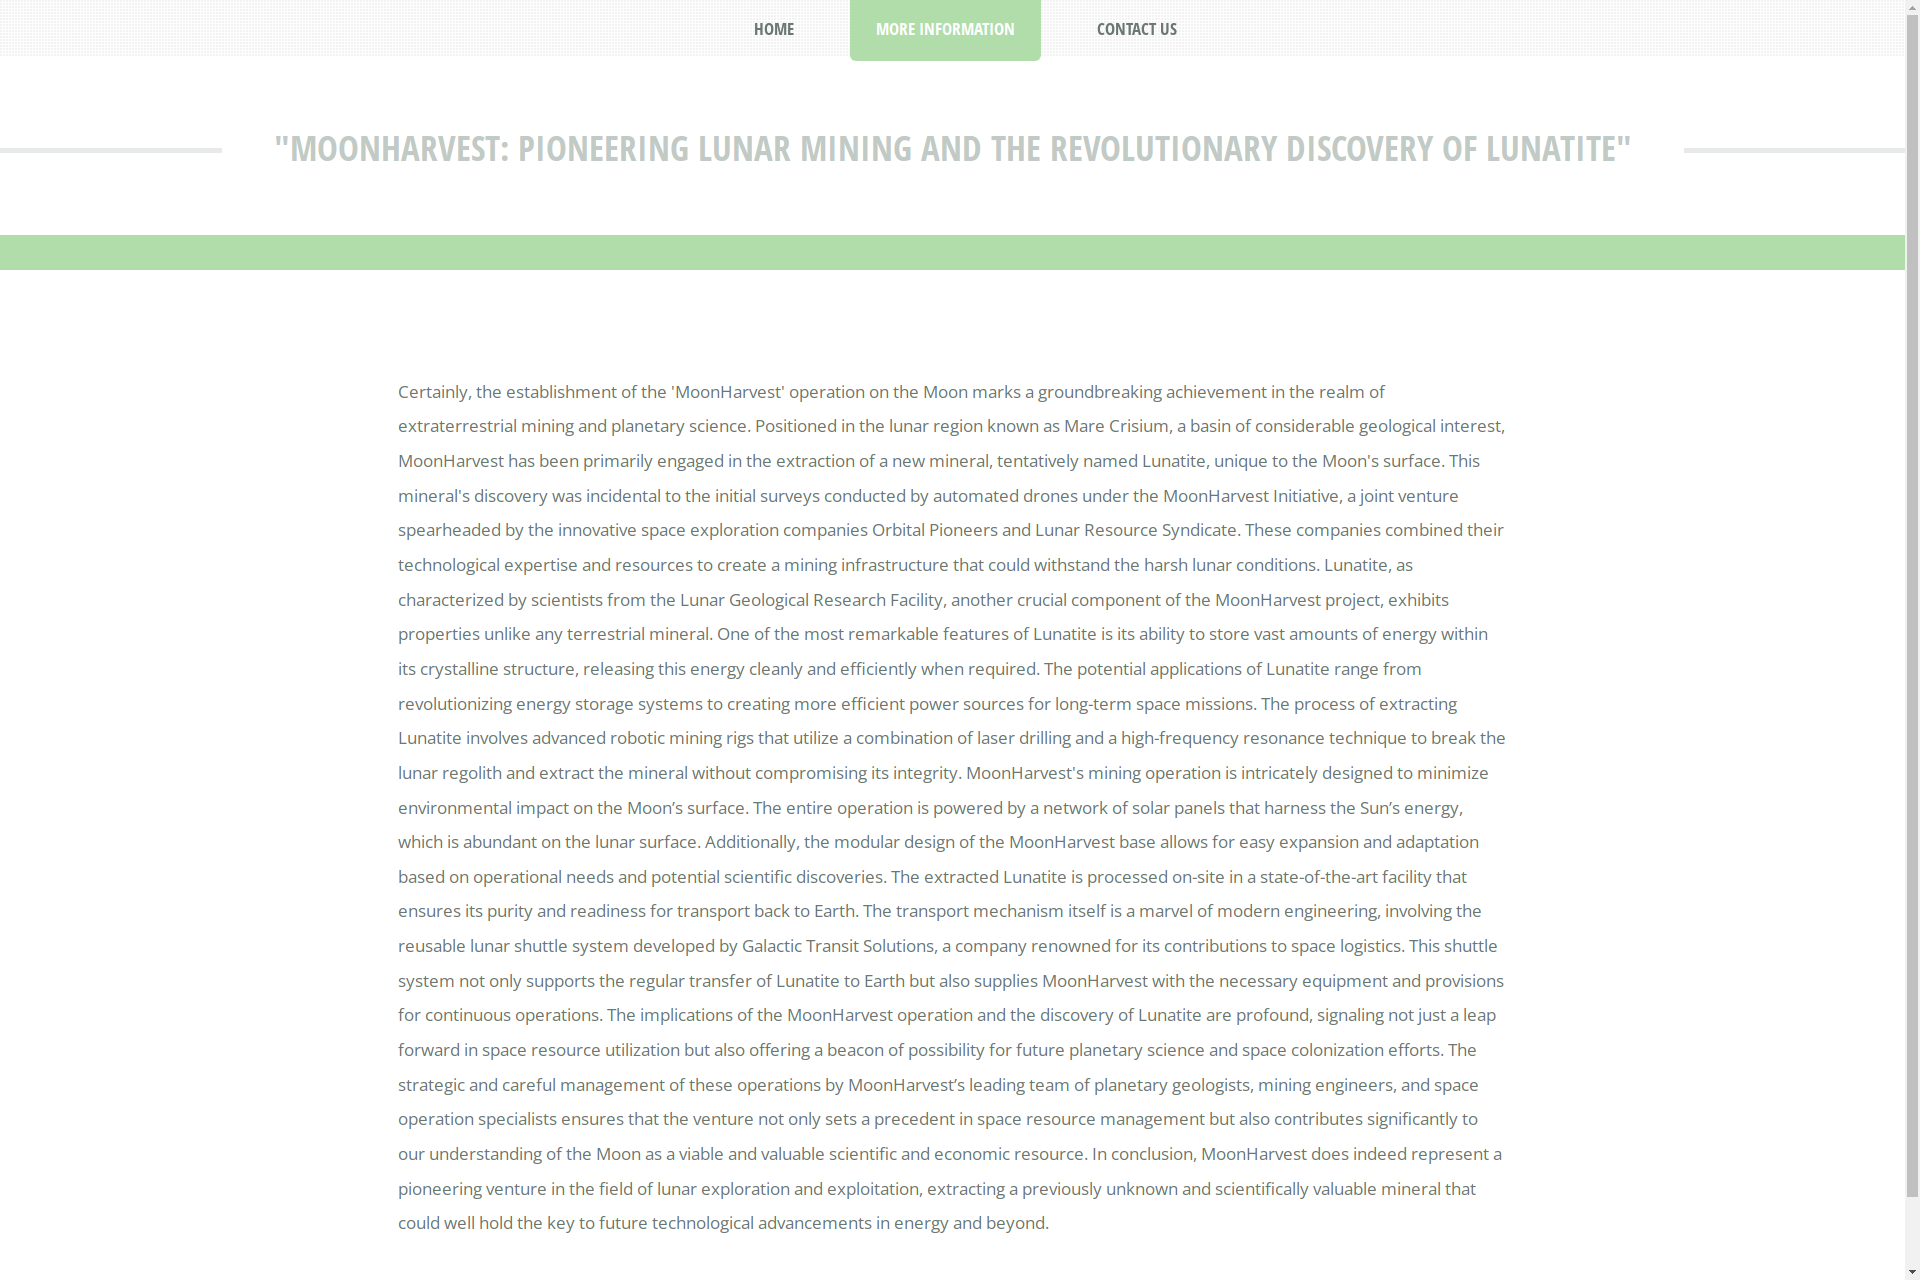 HOME
MORE INFORMATION
CONTACT US
"MOONHARVEST: PIONEERING LUNAR MINING AND THE REVOLUTIONARY DISCOVERY OF LUNATITE"
Certainly, the establishment of the 'MoonHarvest' operation on the Moon marks a groundbreaking achievement in the realm of
extraterrestrial mining and planetary science. Positioned in the lunar region known as Mare Crisium, a basin of considerable geological interest,
MoonHarvest has been primarily engaged in the extraction of a new mineral, tentatively named Lunatite, unique to the Moon's surface. This
mineral's discovery was incidental to the initial surveys conducted by automated drones under the MoonHarvest Initiative, a joint venture
spearheaded by the innovative space exploration companies Orbital Pioneers and Lunar Resource Syndicate. These companies combined their
technological expertise and resources to create a mining infrastructure that could withstand the harsh lunar conditions. Lunatite, as
characterized by scientists from the Lunar Geological Research Facility, another crucial component of the MoonHarvest project, exhibits
properties unlike any terrestrial mineral. One of the most remarkable features of Lunatite is its ability to store vast amounts of energy within
its crystalline structure, releasing this energy cleanly and efficiently when required. The potential applications of Lunatite range from
revolutionizing energy storage systems to creating more efficient power sources for long-term space missions. The process of extracting
Lunatite involves advanced robotic mining rigs that utilize a combination of laser drilling and a high-frequency resonance technique to break the
lunar regolith and extract the mineral without compromising its integrity. MoonHarvest's mining operation is intricately designed to minimize
environmental impact on the Moon’s surface. The entire operation is powered by a network of solar panels that harness the Sun’s energy,
which is abundant on the lunar surface. Additionally, the modular design of the MoonHarvest base allows for easy expansion and adaptation
based on operational needs and potential scientific discoveries. The extracted Lunatite is processed on-site in a state-of-the-art facility that
ensures its purity and readiness for transport back to Earth. The transport mechanism itself is a marvel of modern engineering, involving the
reusable lunar shuttle system developed by Galactic Transit Solutions, a company renowned for its contributions to space logistics. This shuttle
system not only supports the regular transfer of Lunatite to Earth but also supplies MoonHarvest with the necessary equipment and provisions
for continuous operations. The implications of the MoonHarvest operation and the discovery of Lunatite are profound, signaling not just a leap
forward in space resource utilization but also offering a beacon of possibility for future planetary science and space colonization efforts. The
strategic and careful management of these operations by MoonHarvest’s leading team of planetary geologists, mining engineers, and space
operation specialists ensures that the venture not only sets a precedent in space resource management but also contributes significantly to
our understanding of the Moon as a viable and valuable scientific and economic resource. In conclusion, MoonHarvest does indeed represent a
pioneering venture in the field of lunar exploration and exploitation, extracting a previously unknown and scientifically valuable mineral that
could well hold the key to future technological advancements in energy and beyond.